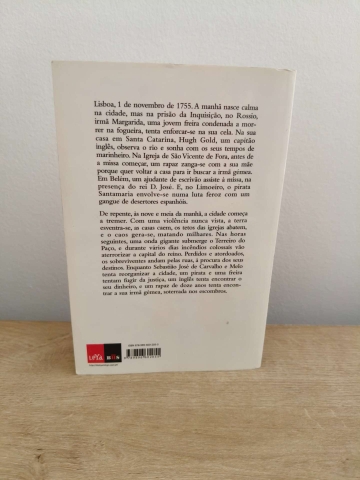 Lisboa, 1 de novembro de 1755. A manhã nasce calma
na cidade, mas na prisão da Inquisição, no Rossio,
irmã Margarida, uma jovem freira condenada a mor-
rer na fogueira, tenta enforcar-se na sua cela. Na sua
casa em Santa Catarina, Hugh Gold, um capitão
inglês, observa o rio e sonha com os seus tempos de
marinheiro. Na Igreja de São Vicente de Fora, antes de
a missa começar, um rapaz zanga-se com a sua mãe
porque quer voltar a casa para ir buscar a irmã gémea.
Em Belém, um ajudante de escrivão assiste à missa, na
presença do rei D. José. E, no Limoeiro, o pirata
Santamaria envolve-se numa luta feroz com um
gangue de desertores espanhóis.
De repente, às nove e meia da manhã, a cidade começa
a tremer. Com uma violência nunca vista, a terra
esventra-se, as casas caem, os tetos das igrejas abatem,
e o caos gera-se, matando milhares. Nas horas
seguintes, uma onda gigante submerge o Terreiro do
Paço, e durante vários dias incêndios colossais vão
aterrorizar a capital do reino. Perdidos e atordoados,
os sobreviventes andam pelas ruas, à procura dos seus
destinos. Enquanto Sebastião José de Carvalho e Melo
tenta reorganizar a cidade, um pirata e uma freira
tentam fugir da justiça, um inglês tenta encontrar o
seu dinheiro, e um rapaz de doze anos tenta encon-
trar a sua irmã gémea, soterrada nos escombros.